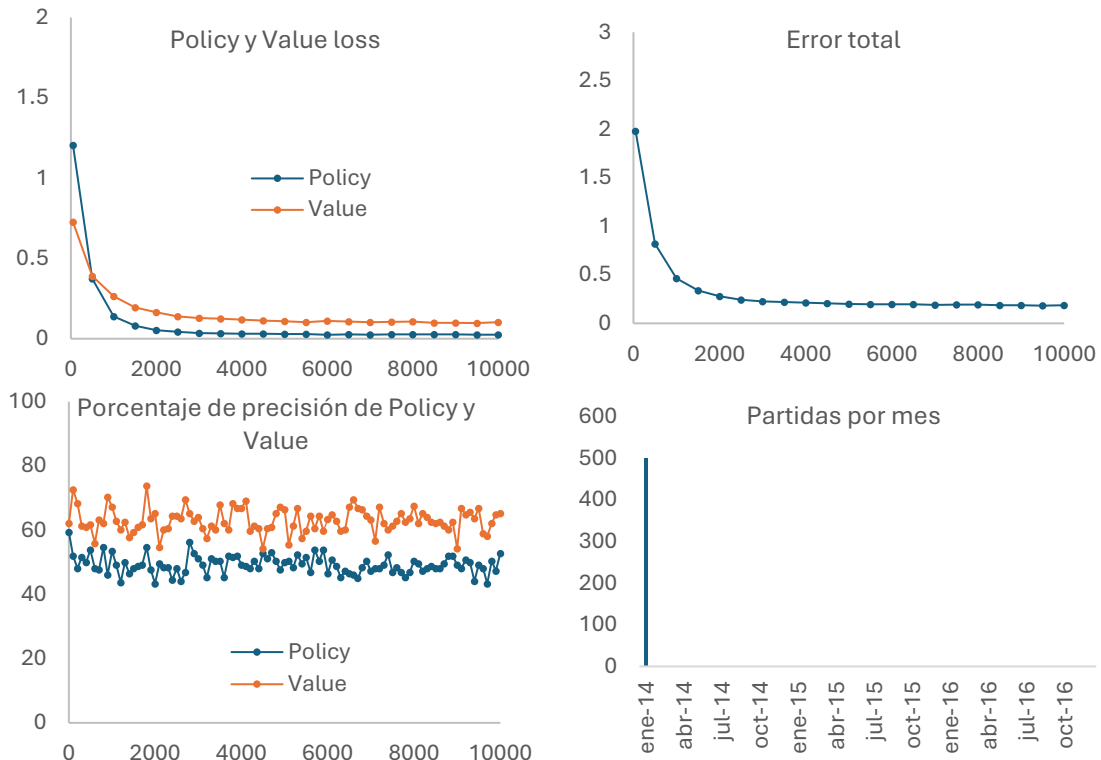 Policy y Value loss
2
1.5
1
0.5
0
Policy
Value
0
2000
4000
6000
8000
10000
Error total
3
2.5
2
1.5
1
0.5
0
0
2000
4000
6000
8000
10000
Porcentaje de precisión de Policy y
Value
100
80
60
40
20
0
Policy
Value
0
2000
4000
6000
8000
10000
Partidas por mes
600
500
400
300
200
100
0
ene-14
abr-14
jul-14
oct-14
ene-15
abr-15
jul-15
oct-15
ene-16
abr-16
jul-16
oct-16